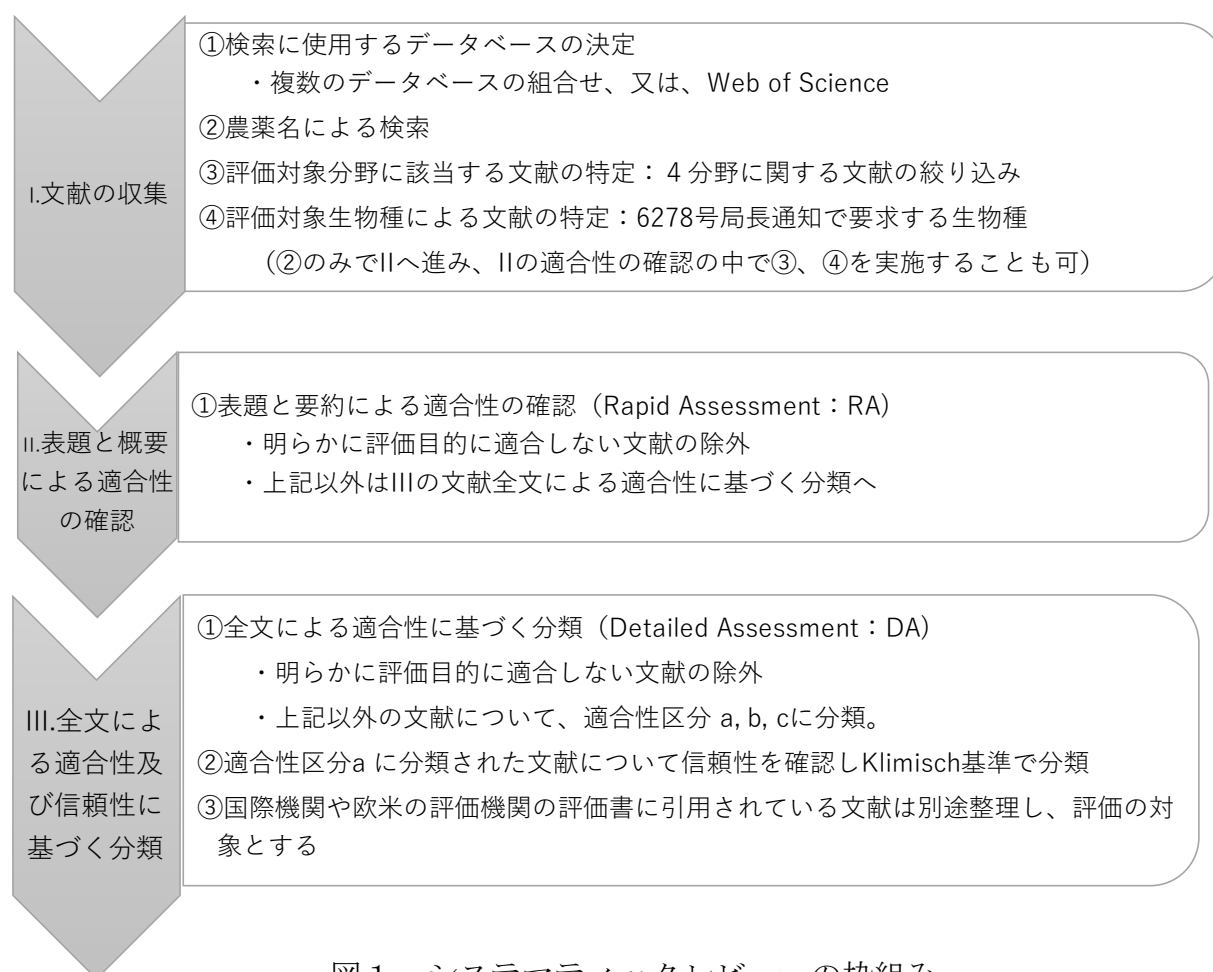 I.文献の収集
①検索に使用するデータベースの決定
・複数のデータベースの組合せ、又は、Web of Science
②農薬名による検索
③評価対象分野に該当する文献の特定：４分野に関する文献の絞り込み
④評価対象生物種による文献の特定：6278号局長通知で要求する生物種
（②のみでIIへ進み、IIの適合性の確認の中で③、④を実施することも可）
II.表題と概要
による適合性
の確認
①表題と要約による適合性の確認（Rapid Assessment：RA）
・明らかに評価目的に適合しない文献の除外
・上記以外はIIIの文献全文による適合性に基づく分類へ
III.全文によ
る適合性及
び信頼性に
基づく分類
①全文による適合性に基づく分類（Detailed Assessment：DA）
・明らかに評価目的に適合しない文献の除外
・上記以外の文献について、適合性区分 a, b, cに分類。
②適合性区分a に分類された文献について信頼性を確認しKlimisch基準で分類
③国際機関や欧米の評価機関の評価書に引用されている文献は別途整理し、評価の対
象とする
図１ システマティックレビューの枠組み